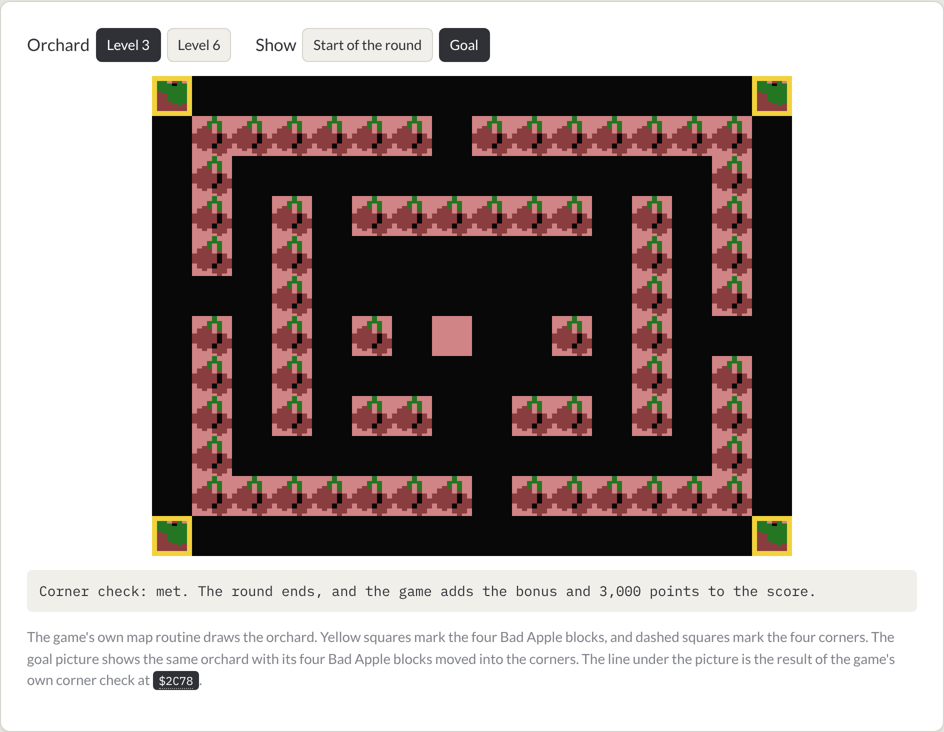 Orchard Level 3 Level 6 Show Start of the round Goal
Corner check: met. The round ends, and the game adds the bonus and 3,000 points to the score.
The game's own map routine draws the orchard. Yellow squares mark the four Bad Apple blocks, and dashed squares mark the four corners. The
goal picture shows the same orchard with its four Bad Apple blocks moved into the corners. The line under the picture is the result of the game's
own corner check at $2C78.